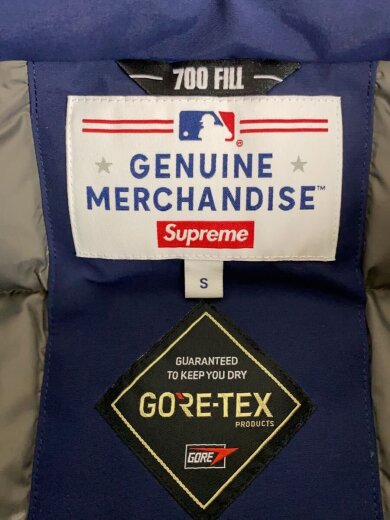 700 FILL
GENUINE
MERCHANDISE™
Supreme
S
GUARANTEED
TO KEEP YOU DRY
GORE-TEX
PRODUCTS
GORE